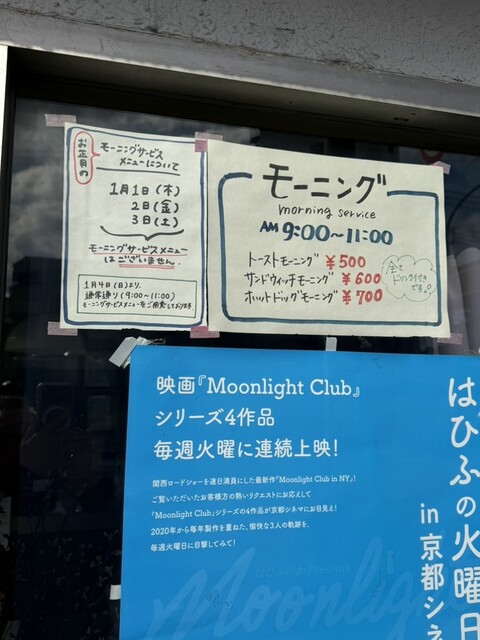 お正月の
モーニングサービス
メニューについて
1月1日(木)
2日(金)
3日(土)
モーニングサービスメニュー
はございません.
1月4日(日)より、
通常通り(9:00~11:00)
モーニングサービスメニューをご用意しております
モーニング
morning service
AM 9:00~11:00
トーストモーニング ¥500
サンドウィッチモーニング ¥600
ホットドッグモーニング ¥700
全て
ドリンク付き
です。
映画『Moonlight Club』
シリーズ4作品
毎週火曜に連続上映!
関西ロードショーを連日満員にした最新作『Moonlight Club in NY』!
ご覧いただいたお客様方の熱いリクエストにお応えして
『Moonlight Club』シリーズの4作品が京都シネマにお目見え!
2020年から毎年製作を重ねた、愉快な3人の軌跡を、
毎週火曜日に目撃してみて!
はひふの火曜日
in 京都シネ
Moonlig